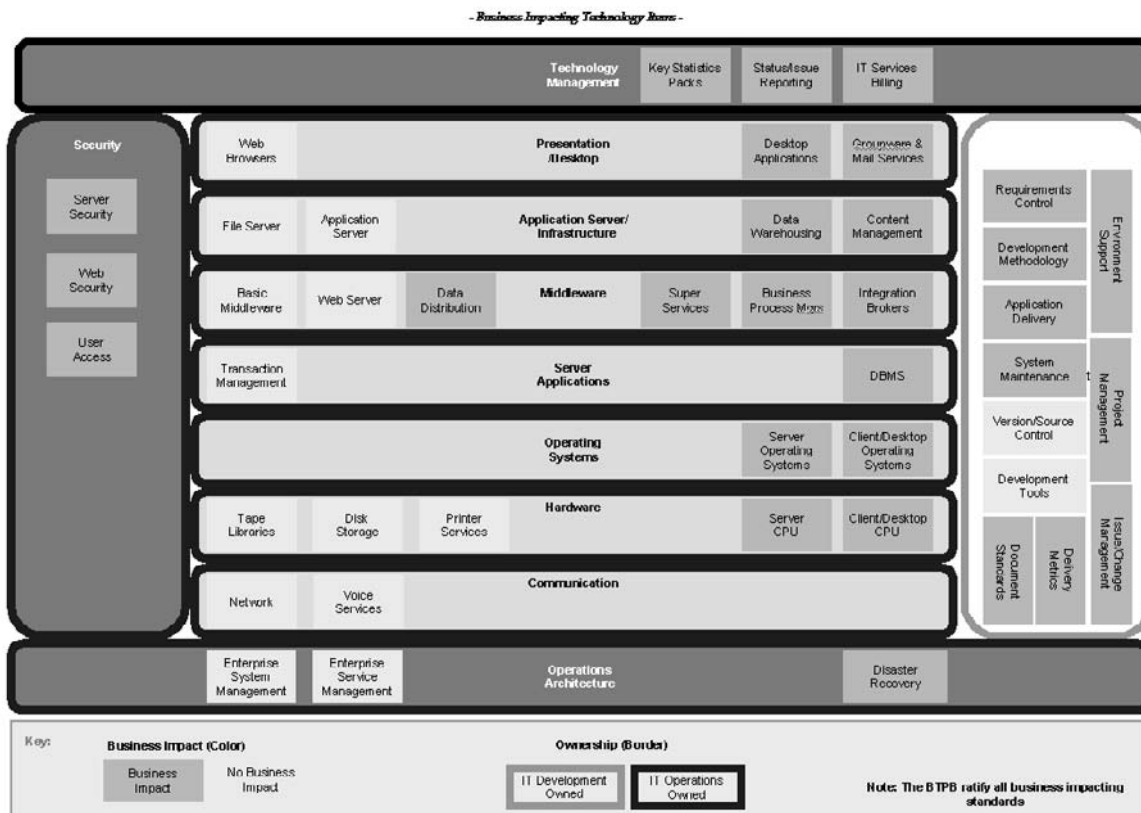 - Business Impacting Technology Items -
Technology
Management
Key Statistics
Packs
Status/Issue
Reporting
IT Services
Billing
Security
Server
Security
Web
Security
User
Access
Web
Browsers
Presentation
/Desktop
Desktop
Applications
Groupware &
Mail Services
File Server
Application
Server
Application Server/
Infrastructure
Data
Warehousing
Content
Management
Basic
Middleware
Web Server
Data
Distribution
Middleware
Super
Services
Business
Process Mgrs
Integration
Brokers
Transaction
Management
Server
Applications
DBMS
Operating
Systems
Server
Operating
Systems
Client/Desktop
Operating
Systems
Tape
Libraries
Disk
Storage
Printer
Services
Hardware
Server
CPU
Client/Desktop
CPU
Network
Voice
Services
Communication
Requirements
Control
Development
Methodology
Application
Delivery
System
Maintenance
t
Version/Source
Control
Development
Tools
Document
Standards
Delivery
Metrics
Environment
Support
Project
Management
Issue/Change
Management
Enterprise
System
Management
Enterprise
Service
Management
Operations
Architecture
Disaster
Recovery
Key:
Business Impact (Color)
Business
Impact
No Business
Impact
Ownership (Border)
IT Development
Owned
IT Operations
Owned
Note: The BTPB ratify all business impacting
standards